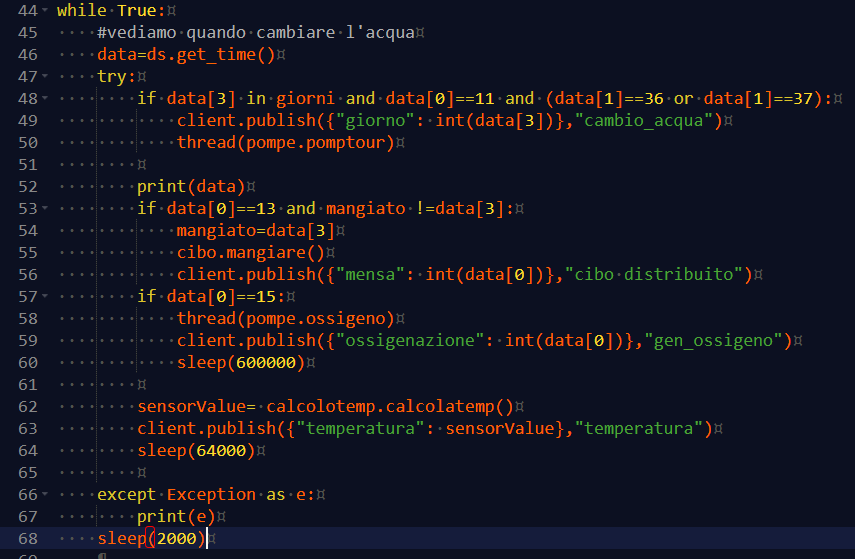 44 while True:¤
45 #vediamo quando cambiare l'acqua¤
46 data=ds.get_time()¤
47 try:¤
48 if data[3] in giorni and data[0]==11 and (data[1]==36 or data[1]==37):¤
49 client.publish({"giorno": int(data[3])},"cambio_acqua")¤
50 thread(pompe.pomptour)¤
51 ¤
52 print(data)¤
53 if data[0]==13 and mangiato !=data[3]:¤
54 mangiato=data[3]¤
55 cibo.mangiare()¤
56 client.publish({"mensa": int(data[0])},"cibo distribuito")¤
57 if data[0]==15:¤
58 thread(pompe.ossigeno)¤
59 client.publish({"ossigenazione": int(data[0])},"gen_ossigeno")¤
60 sleep(600000)¤
61 ¤
62 sensorValue= calcolotemp.calcolatemp()¤
63 client.publish({"temperatura": sensorValue},"temperatura")¤
64 sleep(64000)¤
65 ¤
66 except Exception as e:¤
67 print(e)¤
68 sleep(2000)¤